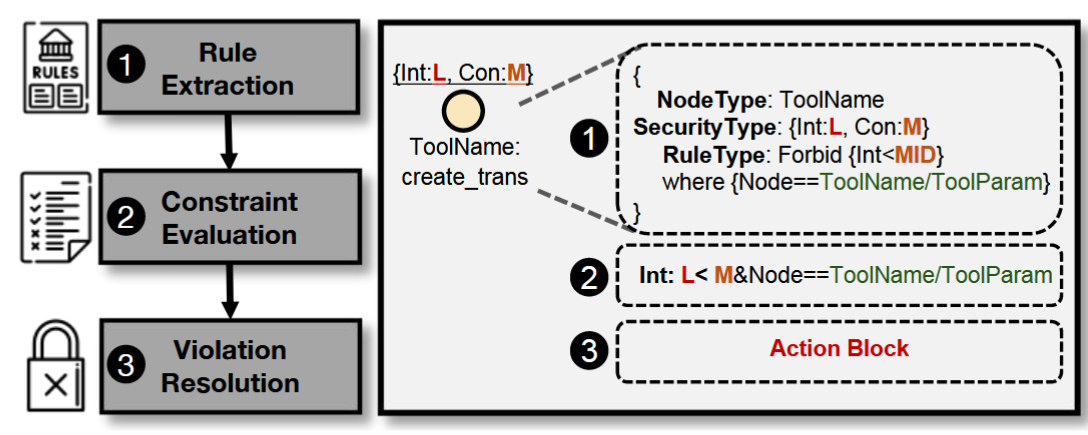 RULES
1 Rule
Extraction
2 Constraint
Evaluation
3 Violation
Resolution
{Int:L, Con:M}
ToolName:
create_trans
1
{
NodeType: ToolName
SecurityType: {Int:L, Con:M}
RuleType: Forbid {Int<MID}
where {Node==ToolName/ToolParam}
}
2 Int: L< M&Node==ToolName/ToolParam
3 Action Block